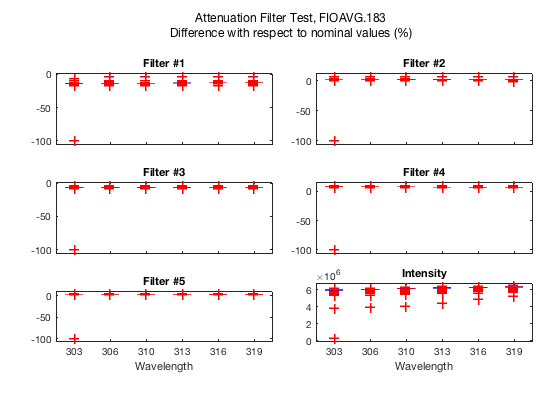 Attenuation Filter Test, FIOAVG.183
Difference with respect to nominal values (%)
Filter #1
0
-50
-100
Filter #2
0
-50
-100
Filter #3
0
-50
-100
Filter #4
0
-50
-100
Filter #5
0
-50
-100
303 306 310 313 316 319
Wavelength
Intensity
×10^6
6
4
2
0
303 306 310 313 316 319
Wavelength